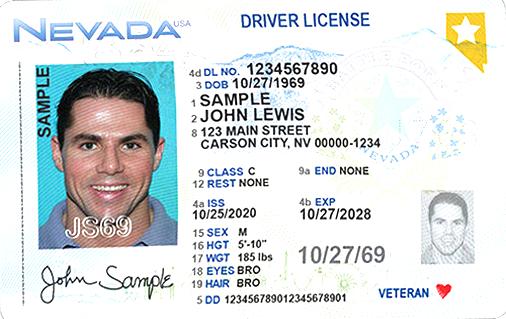 NEVADA USA DRIVER LICENSE
4d DL NO. 1234567890
3 DOB 10/27/1969
1 SAMPLE
2 JOHN LEWIS
8 123 MAIN STREET
CARSON CITY, NV 00000-1234
9 CLASS C 9a END NONE
12 REST NONE
4a ISS 4b EXP
10/25/2020 10/27/2028
15 SEX M
16 HGT 5'-10"
17 WGT 185 lbs 10/27/69
18 EYES BRO
19 HAIR BRO
5 DD 12345678901234567891
VETERAN
SAMPLE
JS69
John Sample
NEVADA